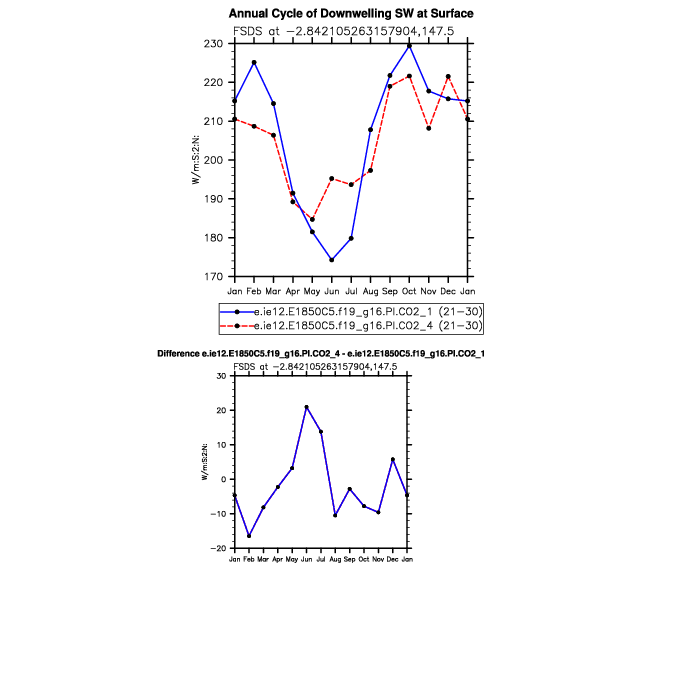 Annual Cycle of Downwelling SW at Surface
FSDS at −2.842105263157904,147.5
230
220
210
200
190
180
170
W/m:S:2:N:
Jan Feb Mar Apr May Jun Jul Aug Sep Oct Nov Dec Jan
e.ie12.E1850C5.f19_g16.PI.CO2_1 (21−30)
e.ie12.E1850C5.f19_g16.PI.CO2_4 (21−30)
Difference e.ie12.E1850C5.f19_g16.PI.CO2_4 - e.ie12.E1850C5.f19_g16.PI.CO2_1
FSDS at −2.842105263157904,147.5
30
20
10
0
−10
−20
W/m:S:2:N:
Jan Feb Mar Apr May Jun Jul Aug Sep Oct Nov Dec Jan